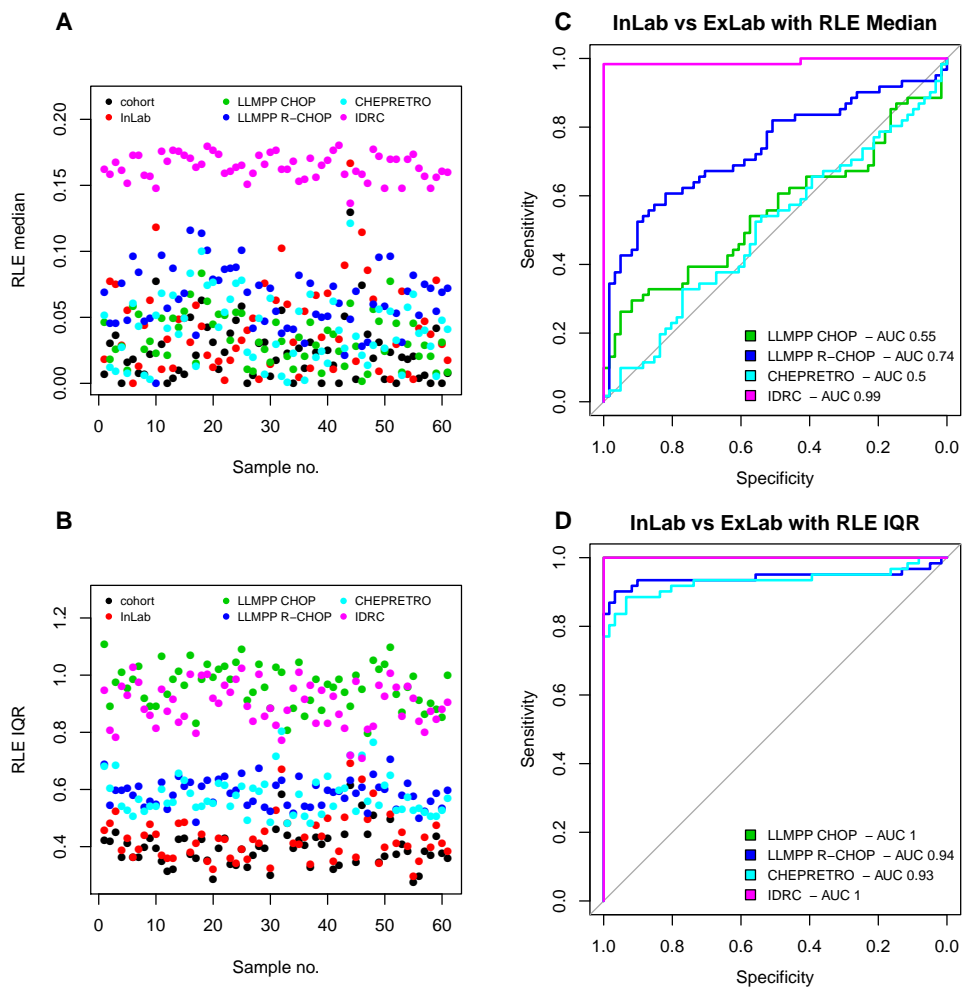 A
cohort
InLab
LLMPP CHOP
LLMPP R−CHOP
CHEPRETRO
IDRC
RLE median
0.00
0.05
0.10
0.15
0.20
0 10 20 30 40 50 60
Sample no.
C
InLab vs ExLab with RLE Median
Sensitivity
0.0
0.2
0.4
0.6
0.8
1.0
LLMPP CHOP − AUC 0.55
LLMPP R−CHOP − AUC 0.74
CHEPRETRO − AUC 0.5
IDRC − AUC 0.99
1.0 0.8 0.6 0.4 0.2 0.0
Specificity
B
cohort
InLab
LLMPP CHOP
LLMPP R−CHOP
CHEPRETRO
IDRC
RLE IQR
0.4
0.6
0.8
1.0
1.2
0 10 20 30 40 50 60
Sample no.
D
InLab vs ExLab with RLE IQR
Sensitivity
0.0
0.2
0.4
0.6
0.8
1.0
LLMPP CHOP − AUC 1
LLMPP R−CHOP − AUC 0.94
CHEPRETRO − AUC 0.93
IDRC − AUC 1
1.0 0.8 0.6 0.4 0.2 0.0
Specificity